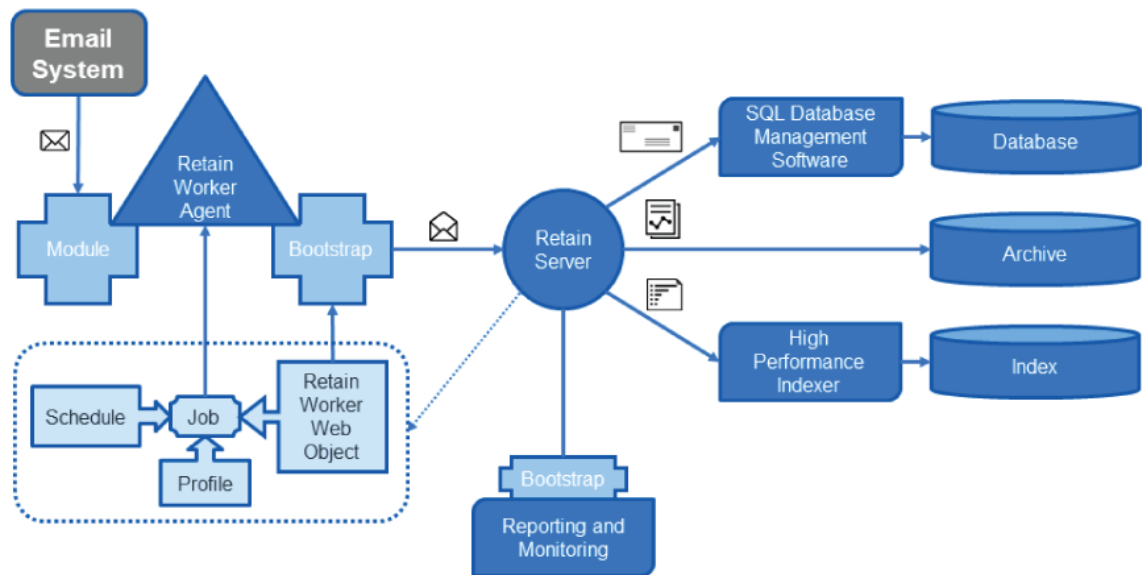 Email
System
Retain
Worker
Agent
Module
Bootstrap
Retain
Server
SQL Database
Management
Software
Database
Archive
High
Performance
Indexer
Index
Schedule
Job
Profile
Retain
Worker
Web
Object
Bootstrap
Reporting and
Monitoring